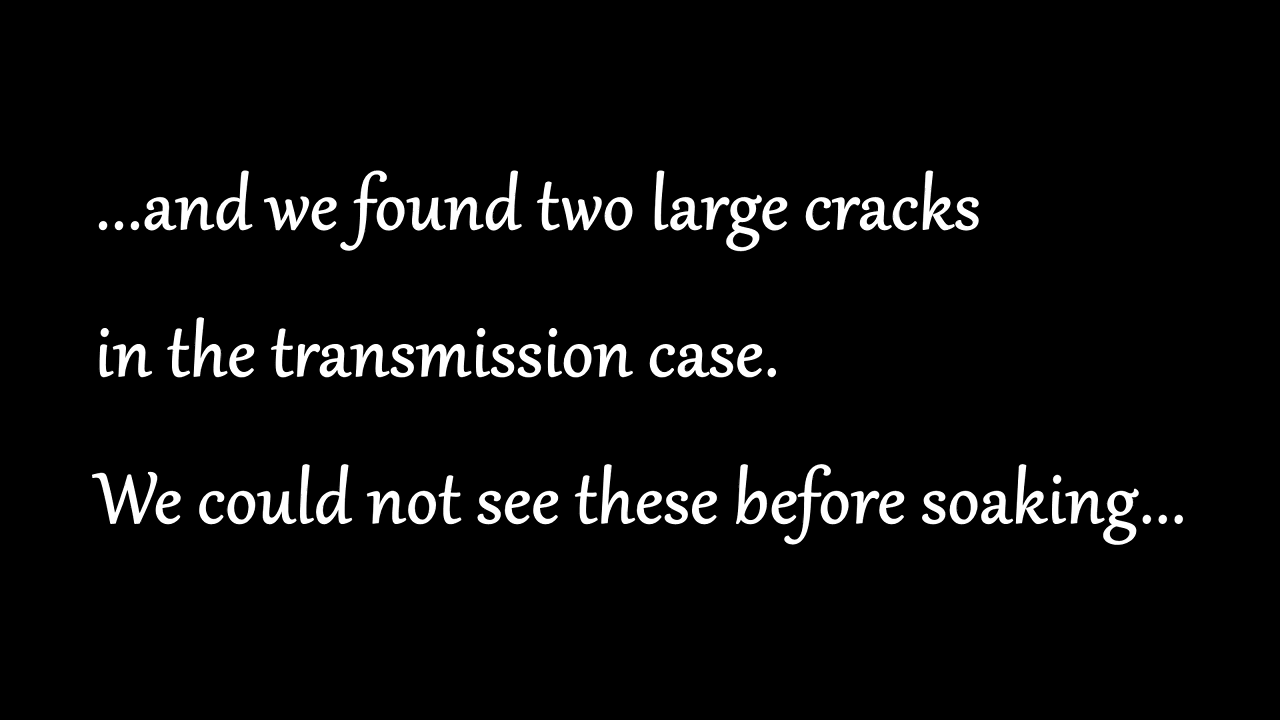 ...and we found two large cracks
in the transmission case.
We could not see these before soaking...